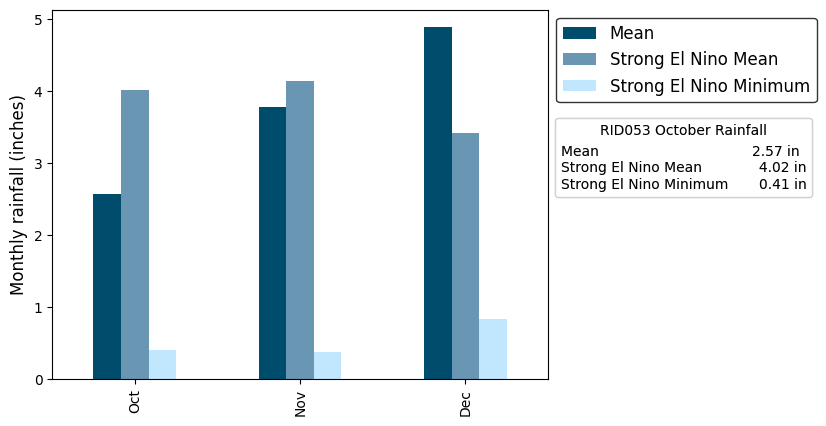 Monthly rainfall (inches)
5
4
3
2
1
0
Oct
Nov
Dec
Mean
Strong El Nino Mean
Strong El Nino Minimum
RID053 October Rainfall
Mean 2.57 in
Strong El Nino Mean 4.02 in
Strong El Nino Minimum 0.41 in